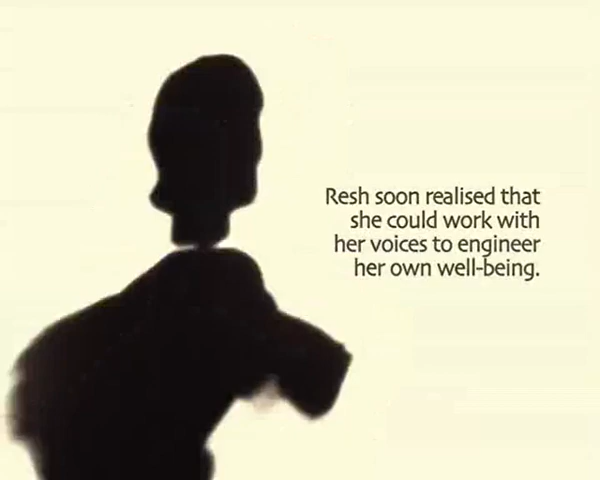 Resh soon realised that
she could work with
her voices to engineer
her own well-being.